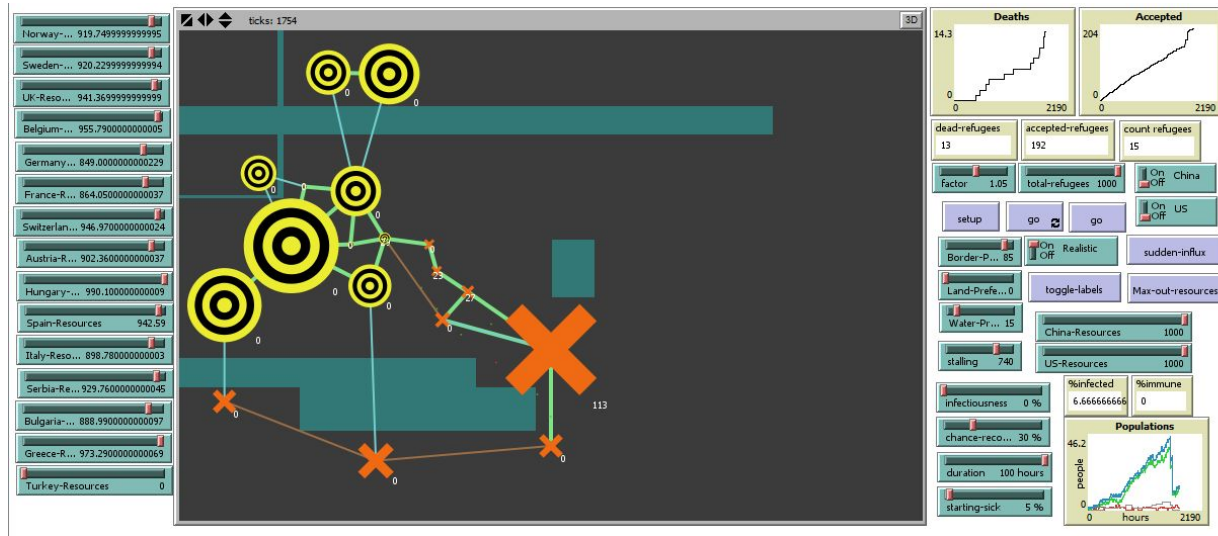 ticks: 1754
3D
Norway-... 919.7499999999995
Sweden-... 920.2299999999994
UK-Reso... 941.3699999999999
Belgium-... 955.7900000000005
Germany... 849.0000000000229
France-R... 864.0500000000037
Switzerlan... 946.9700000000024
Austria-R... 902.3600000000037
Hungary-... 990.100000000009
Spain-Resources 942.59
Italy-Reso... 898.780000000003
Serbia-Re... 929.7600000000045
Bulgaria-... 888.9900000000097
Greece-R... 973.2900000000069
Turkey-Resources 0
0
0
0
0
0
0
0
0
0
0
23
27
0
0
113
0
0
0
Deaths
14.3
0
0 2190
Accepted
204
0
0 2190
dead-refugees
13
accepted-refugees
192
count refugees
15
factor 1.05
total-refugees 1000
On
Off
China
On
Off
US
setup
go
go
Border-P... 85
On
Off
Realistic
sudden-influx
Land-Prefe... 0
toggle-labels
Max-out-resources
Water-Pr... 15
China-Resources 1000
stalling 740
US-Resources 1000
infectiousness 0 %
%infected
6.666666666
%immune
0
chance-reco... 30 %
duration 100 hours
starting-sick 5 %
Populations
46.2
people
0
0 hours 2190